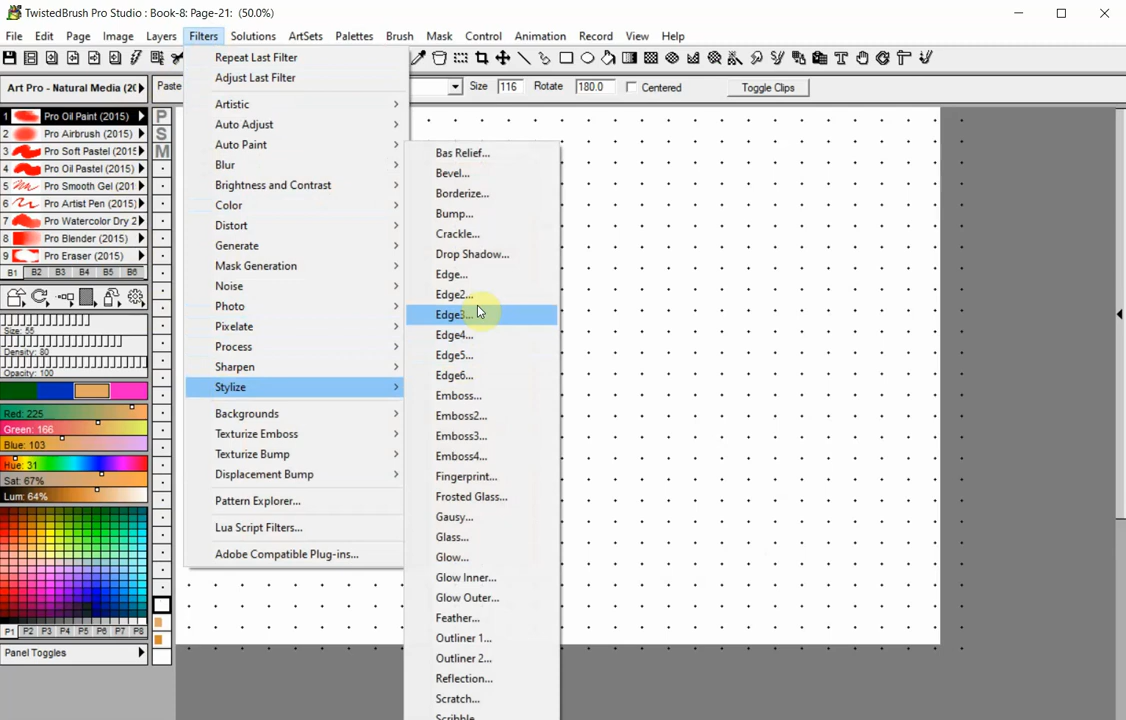 TwistedBrush Pro Studio : Book-8: Page-21: (50.0%)
File Edit Page Image Layers Filters Solutions ArtSets Palettes Brush Mask Control Animation Record View Help
Art Pro - Natural Media (2( Paste Size 116 Rotate 180.0 Centered Toggle Clips
1 Pro Oil Paint (2015)
2 Pro Airbrush (2015)
3 Pro Soft Pastel (2015
4 Pro Oil Pastel (2015)
5 Pro Smooth Gel (201
6 Pro Artist Pen (2015)
7 Pro Watercolor Dry 2
8 Pro Blender (2015)
9 Pro Eraser (2015)
B1 B2 B3 B4 B5 B6
P
S
M
Size: 55
Density: 80
Opacity: 100
Red: 225
Green: 166
Blue: 103
Hue: 31
Sat: 67%
Lum: 64%
P1 P2 P3 P4 P5 P6 P7 P8
Panel Toggles
Repeat Last Filter
Adjust Last Filter
Artistic
Auto Adjust
Auto Paint
Blur
Brightness and Contrast
Color
Distort
Generate
Mask Generation
Noise
Photo
Pixelate
Process
Sharpen
Stylize
Backgrounds
Texturize Emboss
Texturize Bump
Displacement Bump
Pattern Explorer...
Lua Script Filters...
Adobe Compatible Plug-ins...
Bas Relief...
Bevel...
Borderize...
Bump...
Crackle...
Drop Shadow...
Edge...
Edge2...
Edge3...
Edge4...
Edge5...
Edge6...
Emboss...
Emboss2...
Emboss3...
Emboss4...
Fingerprint...
Frosted Glass...
Gausy...
Glass...
Glow...
Glow Inner...
Glow Outer...
Feather...
Outliner 1...
Outliner 2...
Reflection...
Scratch...
Scribble...